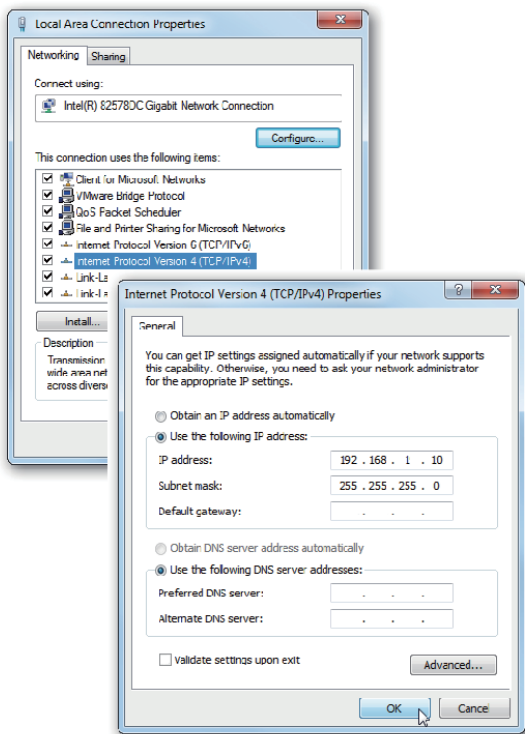 Local Area Connection Properties
Networking Sharing
Connect using:
Intel(R) 82578DC Gigabit Network Connection
Configure...
This connection uses the following items:
Client for Microsoft Networks
VMware Bridge Protocol
QoS Packet Scheduler
File and Printer Sharing for Microsoft Networks
Internet Protocol Version 6 (TCP/IPv6)
Internet Protocol Version 4 (TCP/IPv4)
Link-La
Link-La
Install...
Description
Transmission
wide area net
across diverse
Internet Protocol Version 4 (TCP/IPv4) Properties
General
You can get IP settings assigned automatically if your network supports
this capability. Otherwise, you need to ask your network administrator
for the appropriate IP settings.
Obtain an IP address automatically
Use the following IP address:
IP address: 192 . 168 . 1 . 10
Subnet mask: 255 . 255 . 255 . 0
Default gateway: . . .
Obtain DNS server address automatically
Use the following DNS server addresses:
Preferred DNS server: . . .
Alternate DNS server: . . .
Validate settings upon exit
Advanced...
OK Cancel